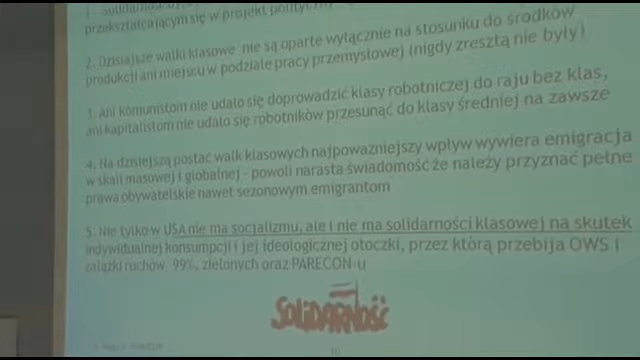 przekształcającym się w projekt polityczny
2. Dzisiajsze walki klasowe nie są oparte wyłącznie na stosunku do środków
produkcji ani miejscu w podziale pracy przemysłowej (nigdy zresztą nie były)
3. Ani komunistom nie udało się doprowadzić klasy robotniczej do raju bez klas,
ani kapitalistom nie udało się robotników przesunąć do klasy średniej na zawsze
4. Na dzisiejszą postać walk klasowych najpoważniejszy wpływ wywiera emigracja
w skali masowej i globalnej - powoli narasta świadomość że należy przyznać pełne
prawa obywatelskie nawet sezonowym emigrantom
5. Nie tylko w USA nie ma socjalizmu, ale i nie ma solidarności klasowej na skutek
indywidualnej konsumpcji i jej ideologicznej otoczki, przez którą przebija OWS i
zalążki ruchów 99%, zielonych oraz PARECON-u
SOLIDARNOŚĆ